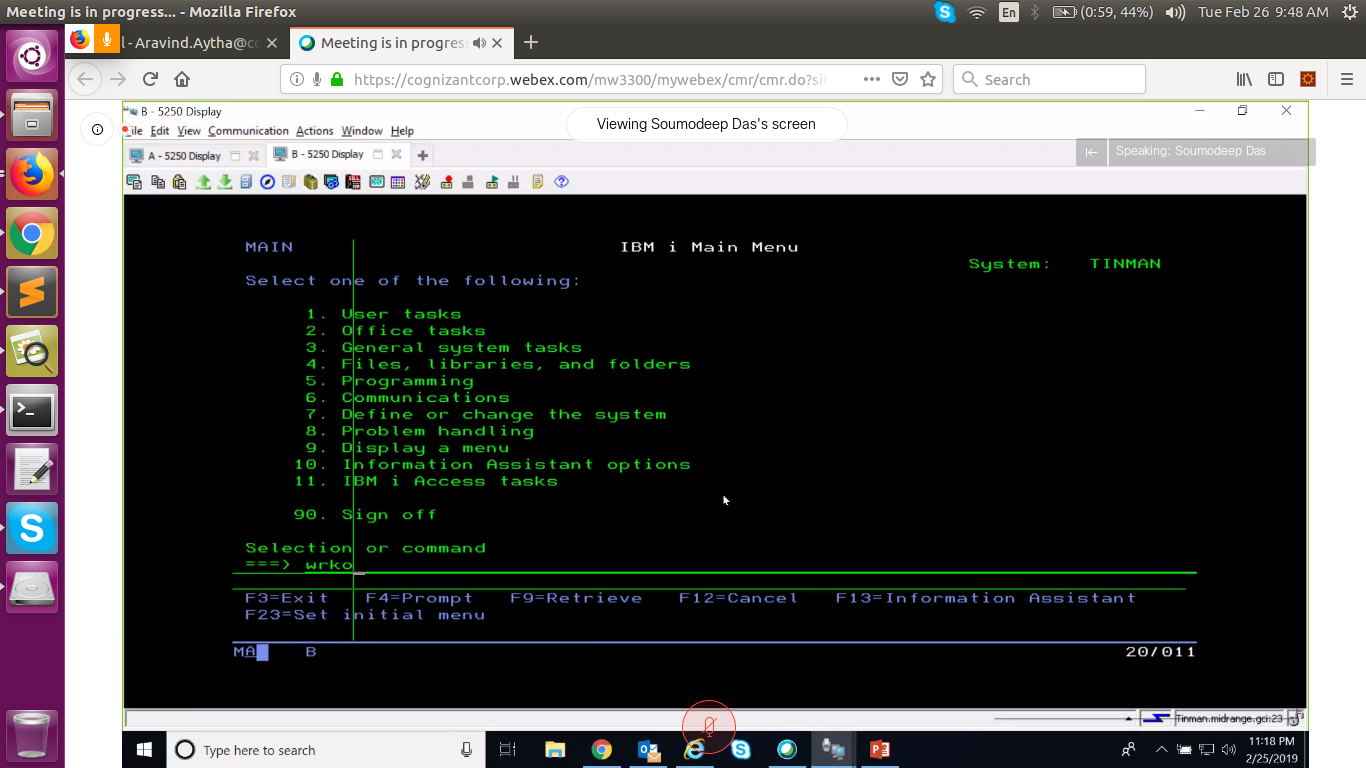 Meeting is in progress... - Mozilla Firefox
En
(0:59, 44%)
Tue Feb 26 9:48 AM
l - Aravind.Aytha@co
Meeting is in progress
https://cognizantcorp.webex.com/mw3300/mywebex/cmr/cmr.do?si
Search
B - 5250 Display
Viewing Soumodeep Das's screen
File Edit View Communication Actions Window Help
Speaking: Soumodeep Das
A - 5250 Display
B - 5250 Display
MAIN IBM i Main Menu
System: TINMAN
Select one of the following:
1. User tasks
2. Office tasks
3. General system tasks
4. Files, libraries, and folders
5. Programming
6. Communications
7. Define or change the system
8. Problem handling
9. Display a menu
10. Information Assistant options
11. IBM i Access tasks
90. Sign off
Selection or command
===> wrko
F3=Exit F4=Prompt F9=Retrieve F12=Cancel F13=Information Assistant
F23=Set initial menu
MA B 20/011
Tinman.midrange.gci:23
Type here to search
11:18 PM
2/25/2019